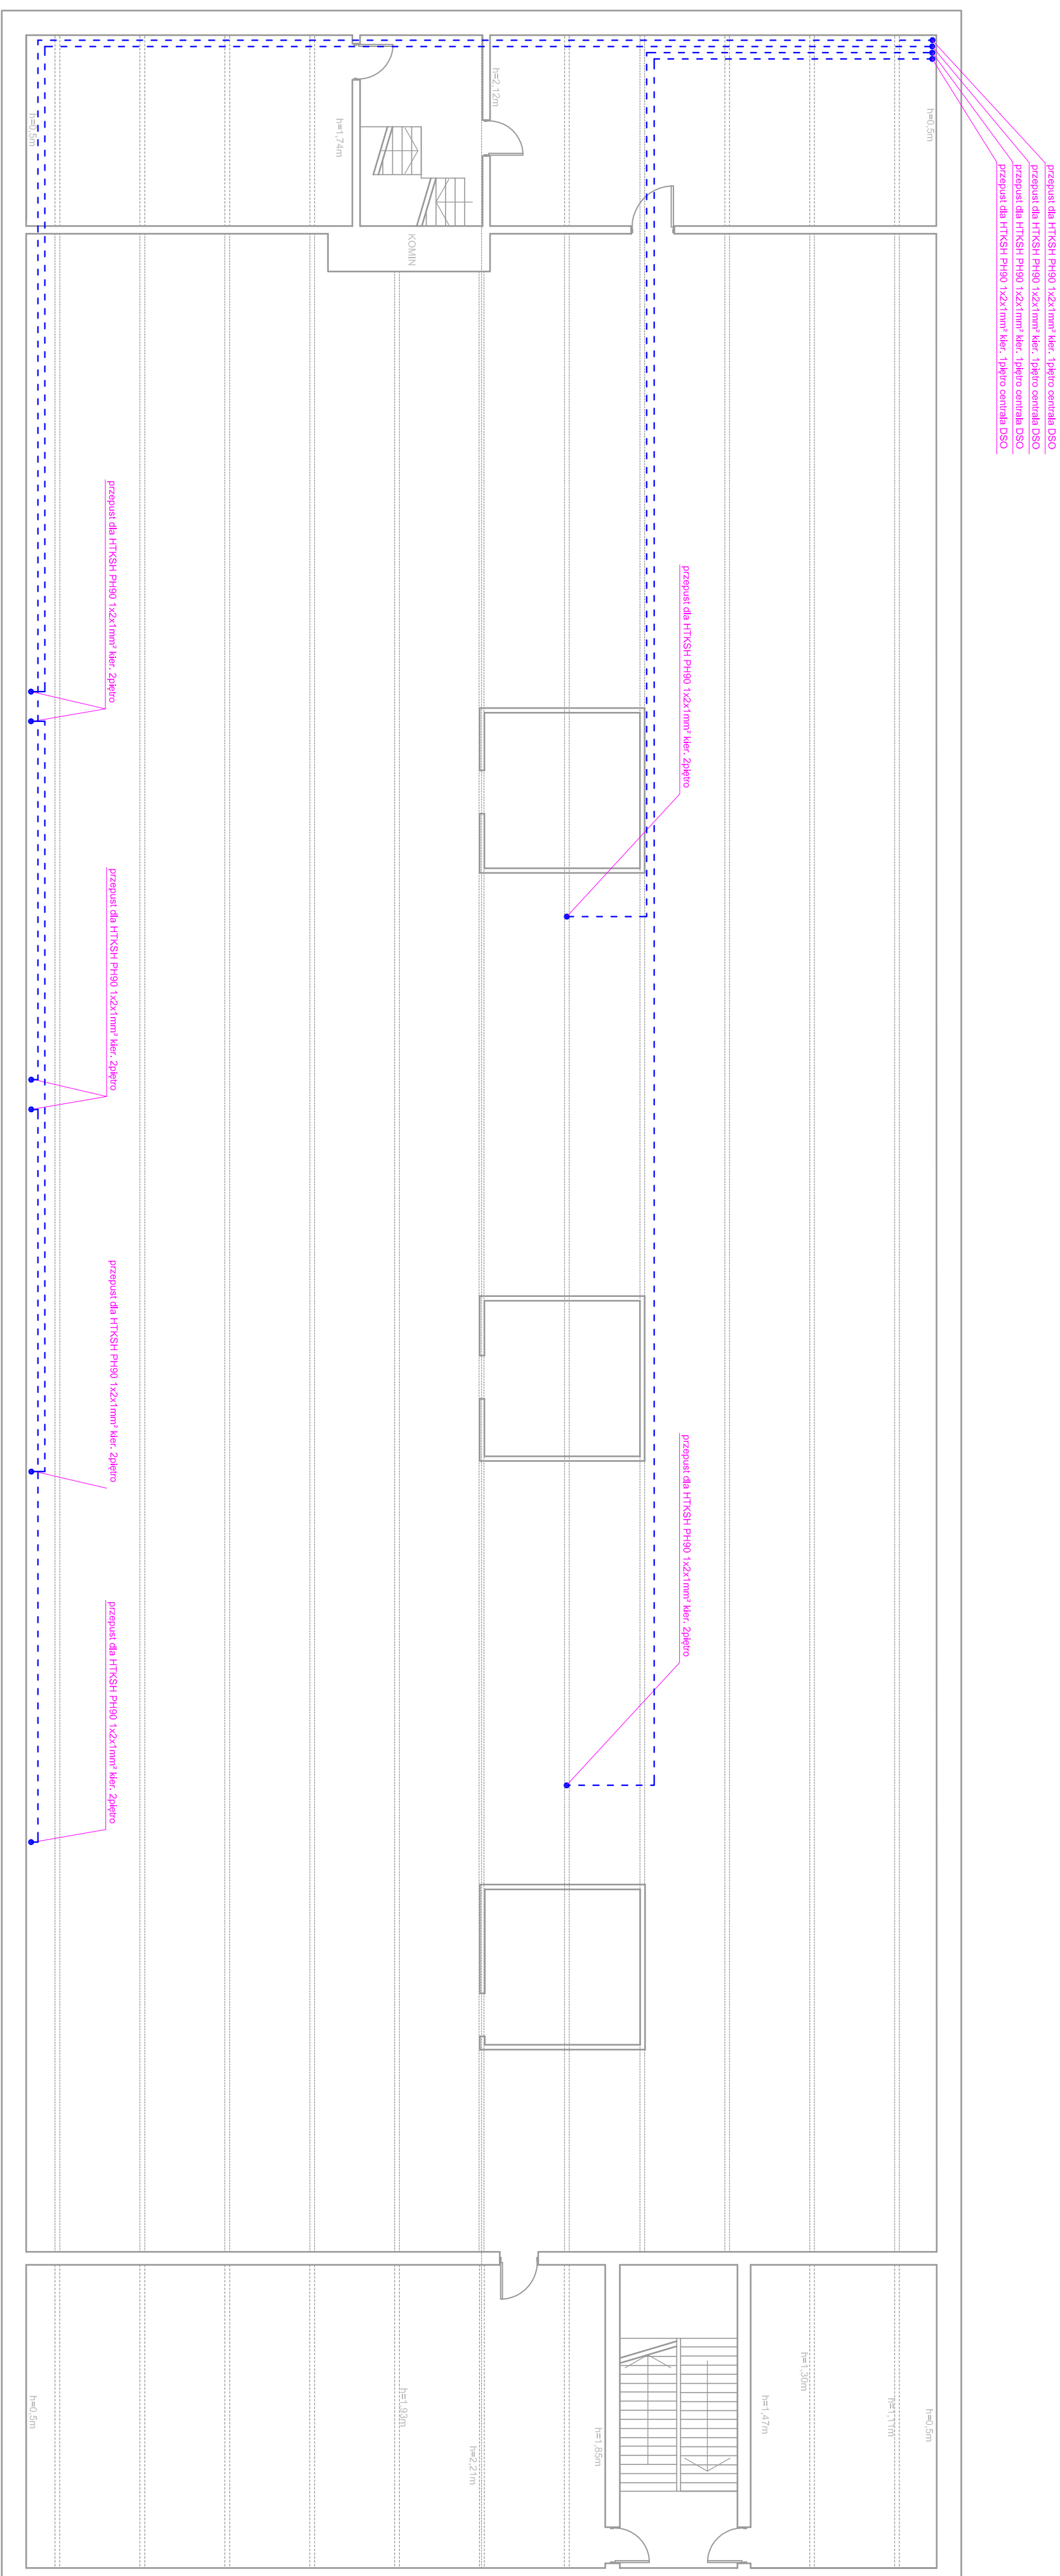 przepust dla HTKSH PH90 1x2x1mm² kier. 1piętro centrala DSO
przepust dla HTKSH PH90 1x2x1mm² kier. 1piętro centrala DSO
przepust dla HTKSH PH90 1x2x1mm² kier. 1piętro centrala DSO
przepust dla HTKSH PH90 1x2x1mm² kier. 1piętro centrala DSO
h=0,5m
h=2,12m
h=1,74m
h=0,5m
KOMIN
przepust dla HTKSH PH90 1x2x1mm² kier. 2piętro
przepust dla HTKSH PH90 1x2x1mm² kier. 2piętro
przepust dla HTKSH PH90 1x2x1mm² kier. 2piętro
przepust dla HTKSH PH90 1x2x1mm² kier. 2piętro
przepust dla HTKSH PH90 1x2x1mm² kier. 2piętro
przepust dla HTKSH PH90 1x2x1mm² kier. 2piętro
h=1,30m
h=0,5m
h=1,11m
h=1,47m
h=1,85m
h=2,21m
h=1,93m
h=0,5m